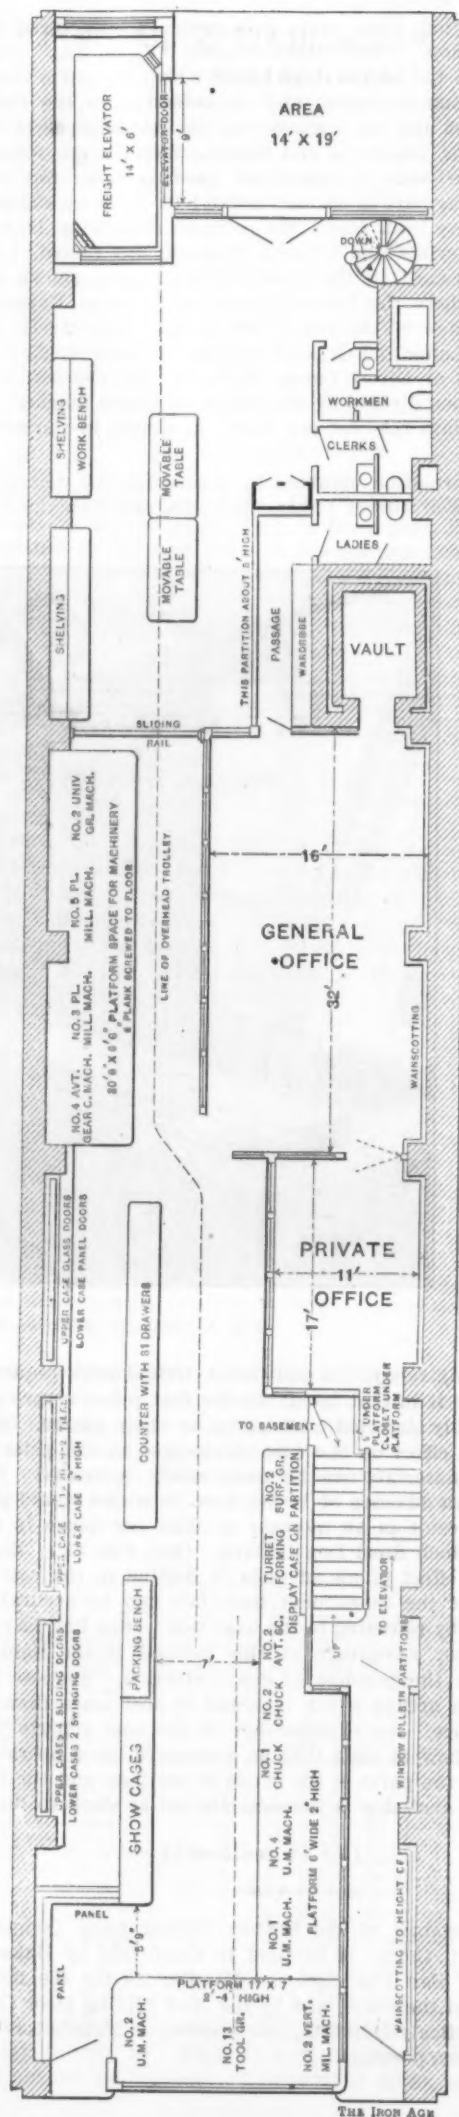 AREA
14' X 19'
FREIGHT ELEVATOR
14' X 6'
ELEVATOR DOOR
9'
DOWN
WORKMEN
CLERKS
LADIES
SHELVING
WORK BENCH
MOVABLE
TABLE
MOVABLE
TABLE
SHELVING
THIS PARTITION ABOUT 8' HIGH
PASSAGE
WARDROBE
VAULT
SLIDING
RAIL
NO.4 AVT.
GEAR C. MACH.
NO.3 PL.
MILL. MACH.
NO.5 PL.
MILL. MACH.
NO.2 UNIV
GR. MACH.
PLATFORM SPACE FOR MACHINERY
PLANK SCREWED TO FLOOR
LINE OF OVERHEAD TROLLEY
16'
GENERAL
OFFICE
32'
WAINSCOTTING
PRIVATE
11'
OFFICE
17'
UPPER CASE GLASS DOORS
LOWER CASE PANEL DOORS
COUNTER WITH 81 DRAWERS
TO BASEMENT
UNDER
PLATFORM
CLOSET UNDER
PLATFORM
UPPER CASE
LOWER CASE 3' HIGH
NO.2
SURF. GR.
TURRET
FORMING
NO.2
AVT. SC.
NO.2
CHUCK
NO.1
CHUCK
NO.4
U.M. MACH.
NO.1
U.M. MACH.
DISPLAY CASE ON PARTITION
PLATFORM 6' WIDE 2" HIGH
TO ELEVATOR
UP
UPPER CASES 4 SLIDING DOORS
LOWER CASES 2 SWINGING DOORS
PACKING BENCH
7'
SHOW CASES
WINDOW SILLS IN PARTITIONS
WAINSCOTTING TO HEIGHT OF
PANEL
PANEL
PLATFORM 17' X 7'
HIGH
NO.2
U.M. MACH.
NO.13
TOOL GR.
NO.2 VERT.
MIL. MACH.
THE IRON AGE